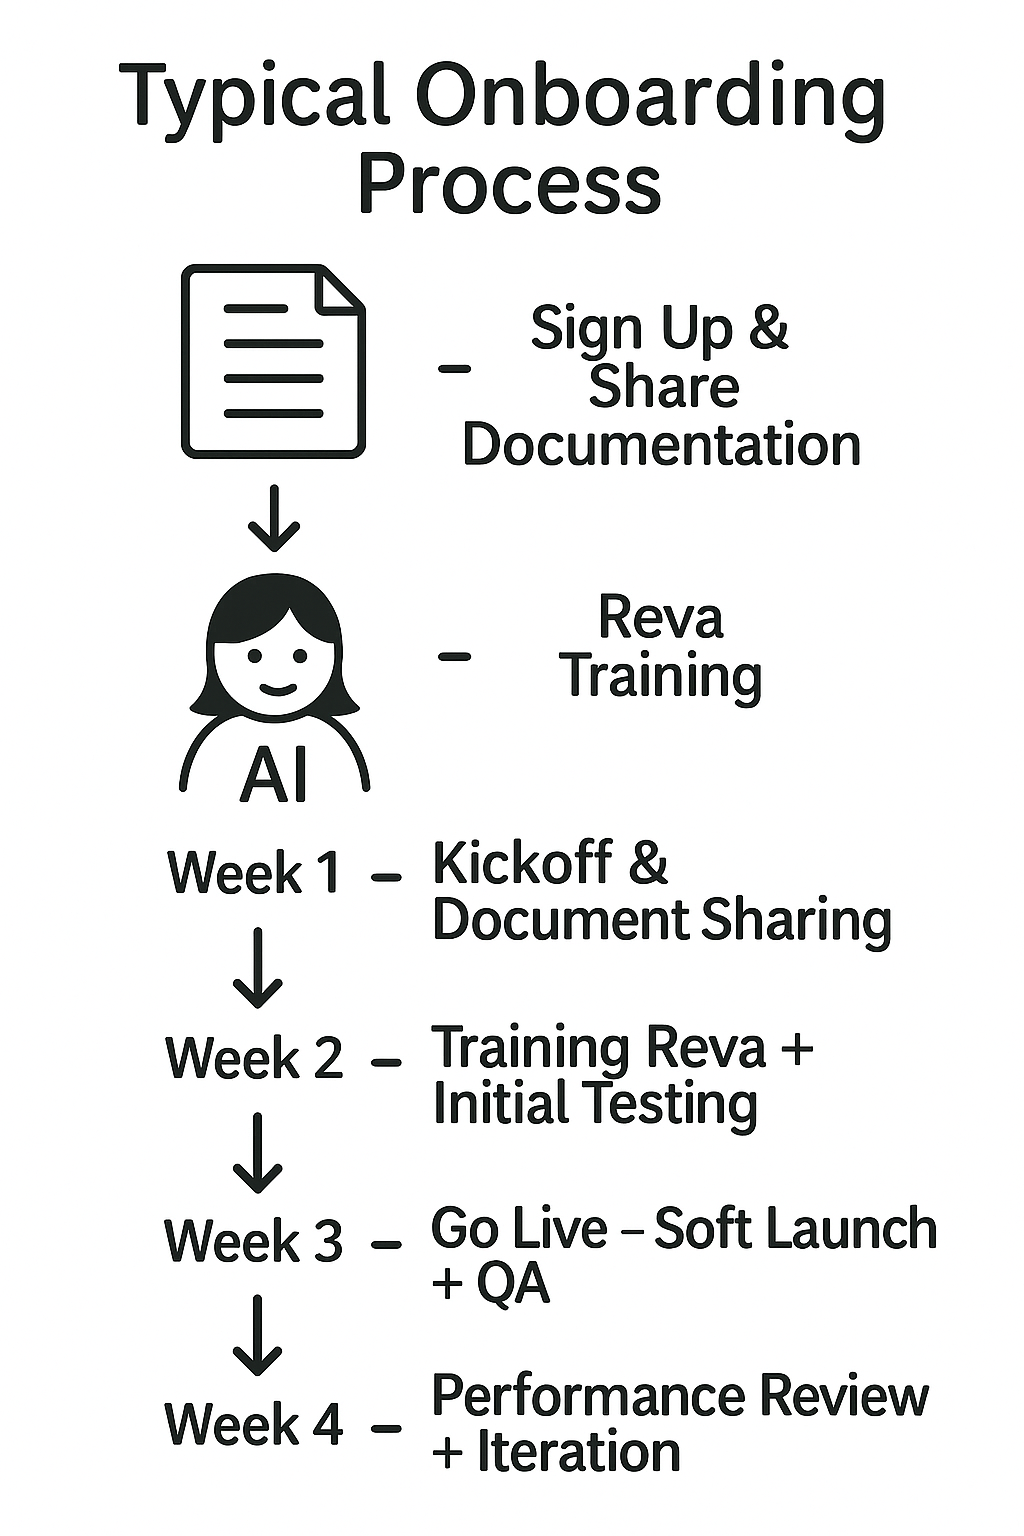 Typical Onboarding
Process
– Sign Up &
Share
Documentation
– Reva
Training
AI
Week 1 – Kickoff &
Document Sharing
Week 2 – Training Reva +
Initial Testing
Week 3 – Go Live – Soft Launch
+ QA
Week 4 – Performance Review
+ Iteration